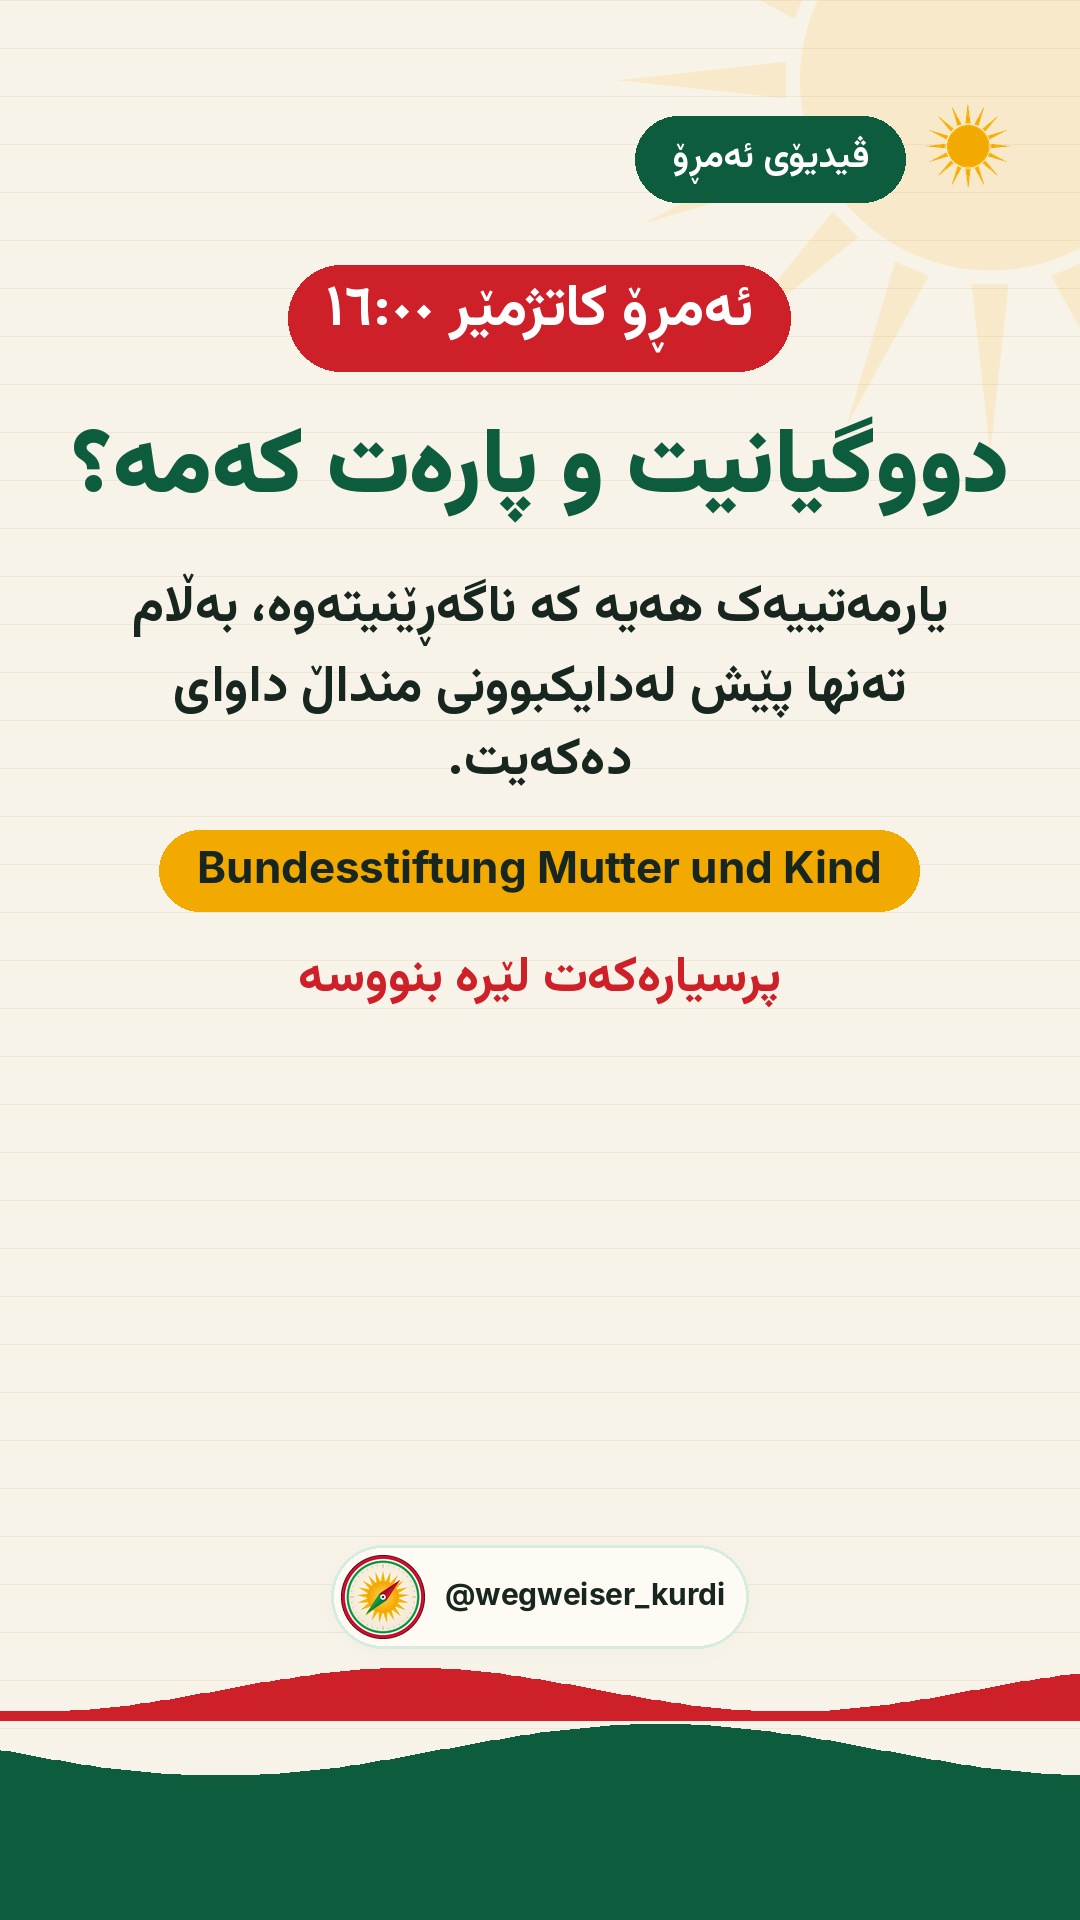 ڤیدیۆی ئەمڕۆ
ئەمڕۆ کاتژمێر ١٦:٠٠
دووگیانیت و پارەت کەمە؟
یارمەتییەک هەیە کە ناگەڕێنیتەوە، بەڵام
تەنها پێش لەدایکبوونی منداڵ داوای
دەکەیت.
Bundesstiftung Mutter und Kind
پرسیارەکەت لێرە بنووسە
@wegweiser_kurdi